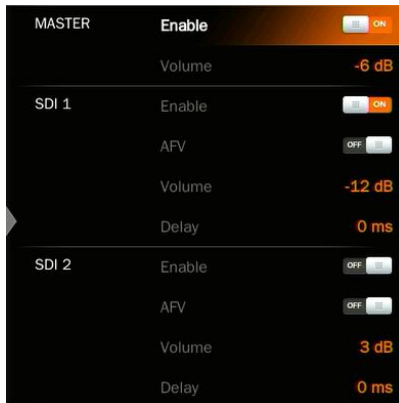 MASTER Enable ON
Volume -6 dB
SDI 1 Enable ON
AFV OFF
Volume -12 dB
Delay 0 ms
SDI 2 Enable OFF
AFV OFF
Volume 3 dB
Delay 0 ms